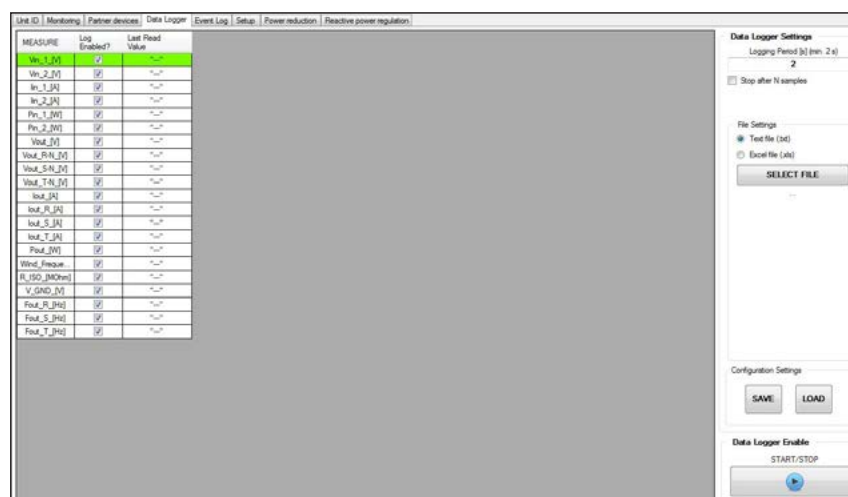 Unit ID Monitoring Partner devices Data Logger Event Log Setup Power reduction Reactive power regulation
MEASURE Log Enabled? Last Read Value
Vin_1_[V] "---"
Vin_2_[V] "---"
Iin_1_[A] "---"
Iin_2_[A] "---"
Pin_1_[W] "---"
Pin_2_[W] "---"
Vout_[V] "---"
Vout_R-N_[V] "---"
Vout_S-N_[V] "---"
Vout_T-N_[V] "---"
Iout_[A] "---"
Iout_R_[A] "---"
Iout_S_[A] "---"
Iout_T_[A] "---"
Pout_[W] "---"
Wind_Freque... "---"
R_ISO_[MOhm] "---"
V_GND_[V] "---"
Fout_R_[Hz] "---"
Fout_S_[Hz] "---"
Fout_T_[Hz] "---"
Data Logger Settings
Logging Period [s] (min. 2 s)
2
Stop after N samples
File Settings
Text file (.txt)
Excel file (.xls)
SELECT FILE
...
Configuration Settings
SAVE LOAD
Data Logger Enable
START/STOP